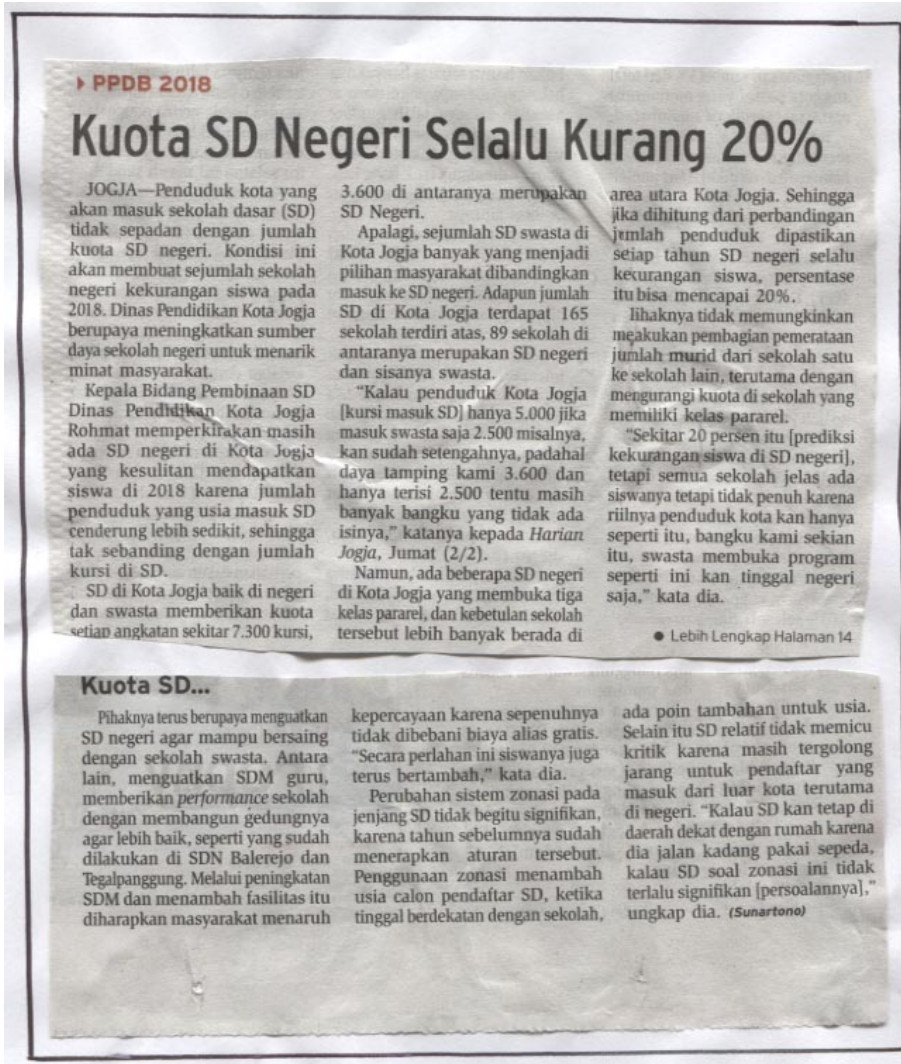 PPDB 2018
Kuota SD Negeri Selalu Kurang 20%
JOGJA—Penduduk kota yang
akan masuk sekolah dasar (SD)
tidak sepadan dengan jumlah
kuota SD negeri. Kondisi ini
akan membuat sejumlah sekolah
negeri kekurangan siswa pada
2018. Dinas Pendidikan Kota Jogja
berupaya meningkatkan sumber
daya sekolah negeri untuk menarik
minat masyarakat.
Kepala Bidang Pembinaan SD
Dinas Pendidikan Kota Jogja
Rohmat memperkirakan masih
ada SD negeri di Kota Jogja
yang kesulitan mendapatkan
siswa di 2018 karena jumlah
penduduk yang usia masuk SD
cenderung lebih sedikit, sehingga
tak sebanding dengan jumlah
kursi di SD.
SD di Kota Jogja baik di negeri
dan swasta memberikan kuota
setiap angkatan sekitar 7.300 kursi,
3.600 di antaranya merupakan
SD Negeri.
Apalagi, sejumlah SD swasta di
Kota Jogja banyak yang menjadi
pilihan masyarakat dibandingkan
masuk ke SD negeri. Adapun jumlah
SD di Kota Jogja terdapat 165
sekolah terdiri atas, 89 sekolah di
antaranya merupakan SD negeri
dan sisanya swasta.
"Kalau penduduk Kota Jogja
[kursi masuk SD] hanya 5.000 jika
masuk swasta saja 2.500 misalnya,
kan sudah setengahnya, padahal
daya tamping kami 3.600 dan
hanya terisi 2.500 tentu masih
banyak bangku yang tidak ada
isinya," katanya kepada Harian
Jogja, Jumat (2/2).
Namun, ada beberapa SD negeri
di Kota Jogja yang membuka tiga
kelas pararel, dan kebetulan sekolah
tersebut lebih banyak berada di
area utara Kota Jogja. Sehingga
jika dihitung dari perbandingan
jumlah penduduk dipastikan
setiap tahun SD negeri selalu
kekurangan siswa, persentase
itu bisa mencapai 20%.
Iihaknya tidak memungkinkan
meakukan pembagian pemerataan
jumlah murid dari sekolah satu
ke sekolah lain, terutama dengan
mengurangi kuota di sekolah yang
memiliki kelas pararel.
"Sekitar 20 persen itu [prediksi
kekurangan siswa di SD negeri],
tetapi semua sekolah jelas ada
siswanya tetapi tidak penuh karena
riilnya penduduk kota kan hanya
seperti itu, bangku kami sekian
itu, swasta membuka program
seperti ini kan tinggal negeri
saja," kata dia.
● Lebih Lengkap Halaman 14
Kuota SD...
Pihaknya terus berupaya menguatkan
SD negeri agar mampu bersaing
dengan sekolah swasta. Antara
lain, menguatkan SDM guru,
memberikan performance sekolah
dengan membangun gedungnya
agar lebih baik, seperti yang sudah
dilakukan di SDN Balerejo dan
Tegalpanggung. Melalui peningkatan
SDM dan menambah fasilitas itu
diharapkan masyarakat menaruh
kepercayaan karena sepenuhnya
tidak dibebani biaya alias gratis.
"Secara perlahan ini siswanya juga
terus bertambah," kata dia.
Perubahan sistem zonasi pada
jenjang SD tidak begitu signifikan,
karena tahun sebelumnya sudah
menerapkan aturan tersebut.
Penggunaan zonasi menambah
usia calon pendaftar SD, ketika
tinggal berdekatan dengan sekolah,
ada poin tambahan untuk usia.
Selain itu SD relatif tidak memicu
kritik karena masih tergolong
jarang untuk pendaftar yang
masuk dari luar kota terutama
di negeri. "Kalau SD kan tetap di
daerah dekat dengan rumah karena
dia jalan kadang pakai sepeda,
kalau SD soal zonasi ini tidak
terlalu signifikan [persoalannya],"
ungkap dia. (Sunartono)